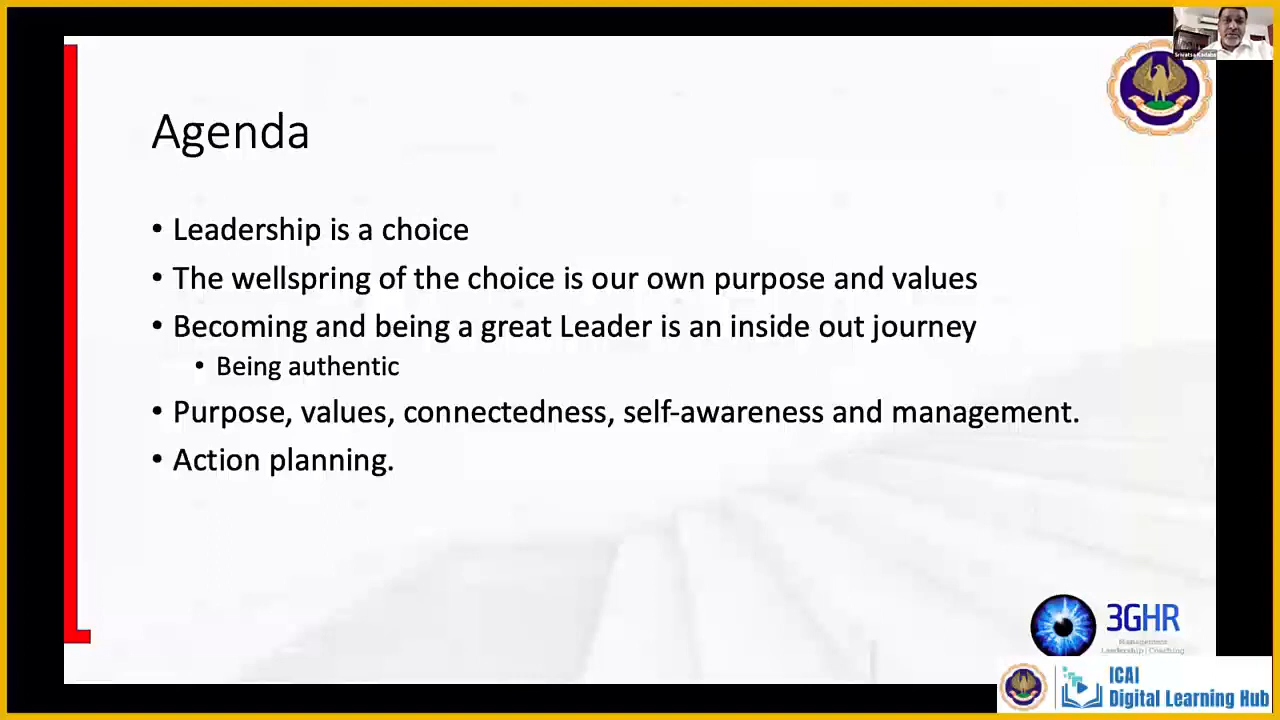 Agenda
• Leadership is a choice
• The wellspring of the choice is our own purpose and values
• Becoming and being a great Leader is an inside out journey
• Being authentic
• Purpose, values, connectedness, self-awareness and management.
• Action planning.
3GHR
Management
Leadership | Coaching
ICAI
Digital Learning Hub